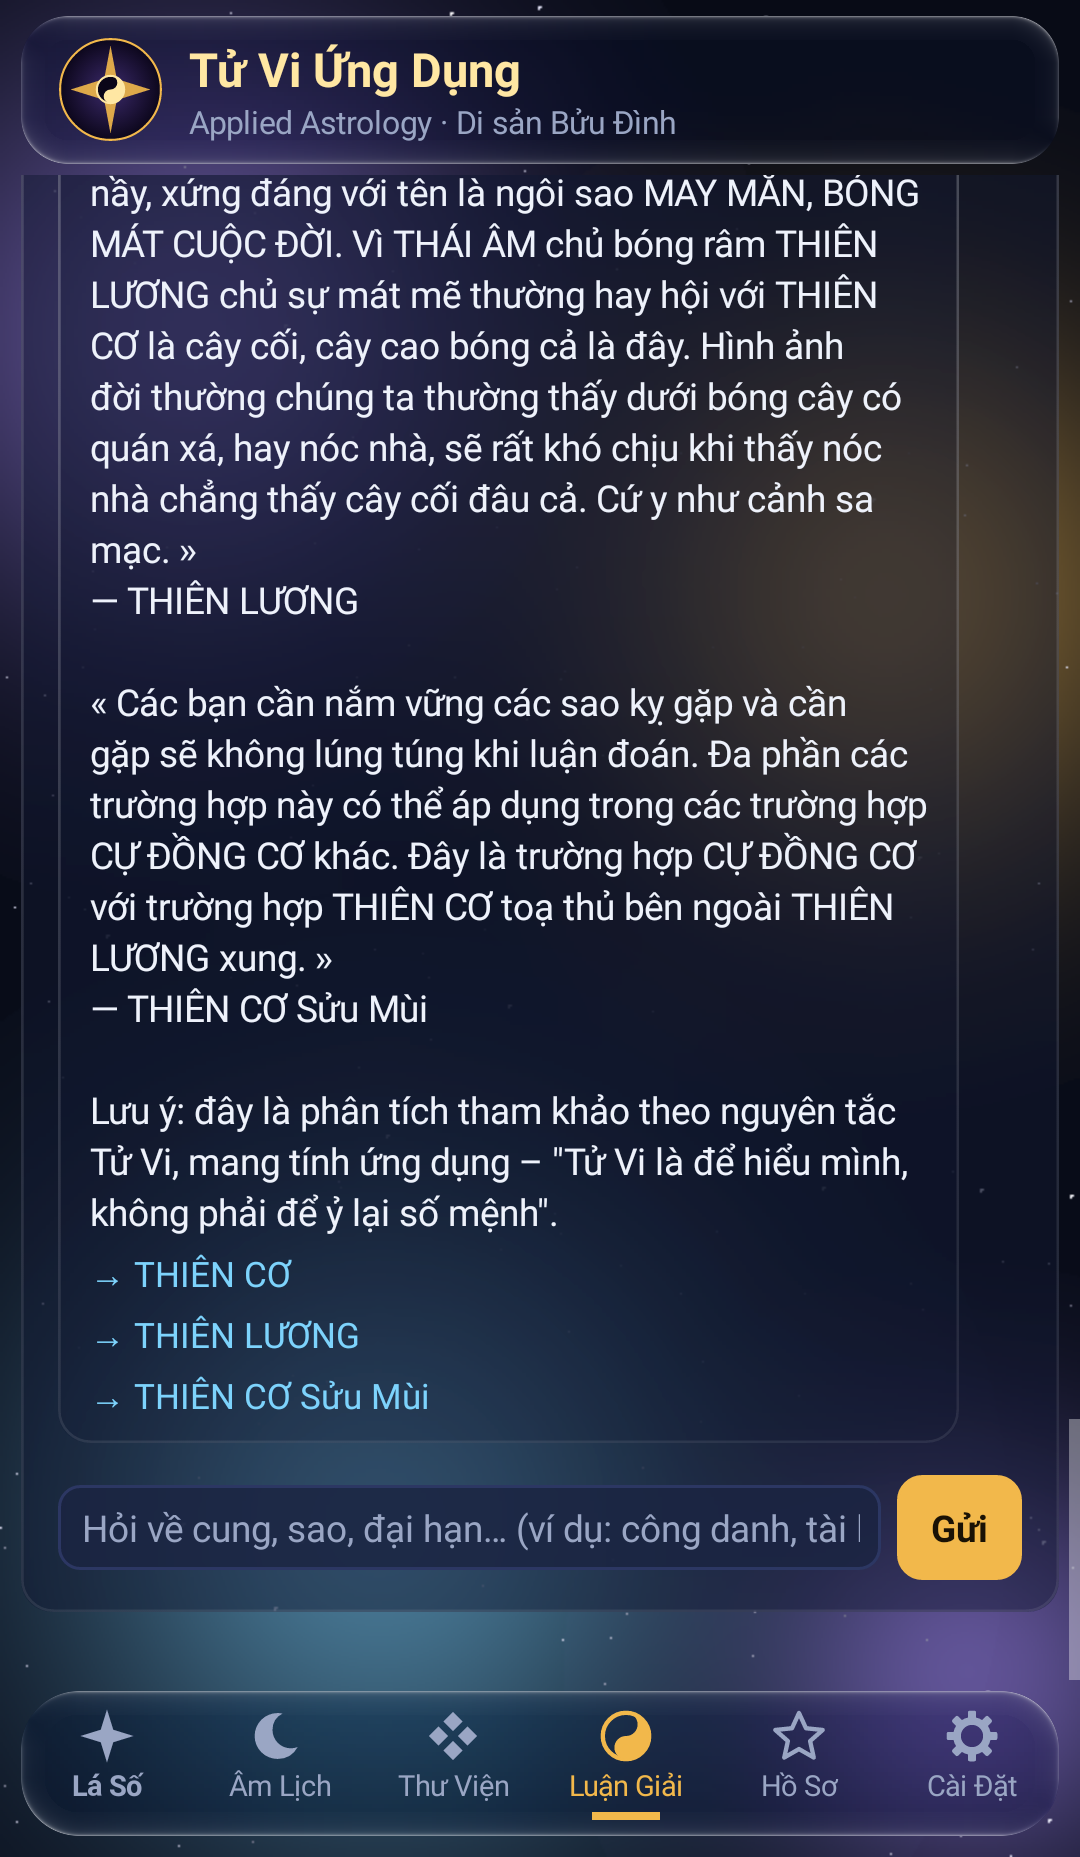 Tử Vi Ứng Dụng
Applied Astrology · Di sản Bửu Đình
nầy, xứng đáng với tên là ngôi sao MAY MẮN, BÓNG
MÁT CUỘC ĐỜI. Vì THÁI ÂM chủ bóng râm THIÊN
LƯƠNG chủ sự mát mẽ thường hay hội với THIÊN
CƠ là cây cối, cây cao bóng cả là đây. Hình ảnh
đời thường chúng ta thường thấy dưới bóng cây có
quán xá, hay nóc nhà, sẽ rất khó chịu khi thấy nóc
nhà chẳng thấy cây cối đâu cả. Cứ y như cảnh sa
mạc. »
— THIÊN LƯƠNG
« Các bạn cần nắm vững các sao kỵ gặp và cần
gặp sẽ không lúng túng khi luận đoán. Đa phần các
trường hợp này có thể áp dụng trong các trường hợp
CỰ ĐỒNG CƠ khác. Đây là trường hợp CỰ ĐỒNG CƠ
với trường hợp THIÊN CƠ toạ thủ bên ngoài THIÊN
LƯƠNG xung. »
— THIÊN CƠ Sửu Mùi
Lưu ý: đây là phân tích tham khảo theo nguyên tắc
Tử Vi, mang tính ứng dụng – "Tử Vi là để hiểu mình,
không phải để ỷ lại số mệnh".
→ THIÊN CƠ
→ THIÊN LƯƠNG
→ THIÊN CƠ Sửu Mùi
Hỏi về cung, sao, đại hạn... (ví dụ: công danh, tài
Gửi
Lá Số
Âm Lịch
Thư Viện
Luận Giải
Hồ Sơ
Cài Đặt